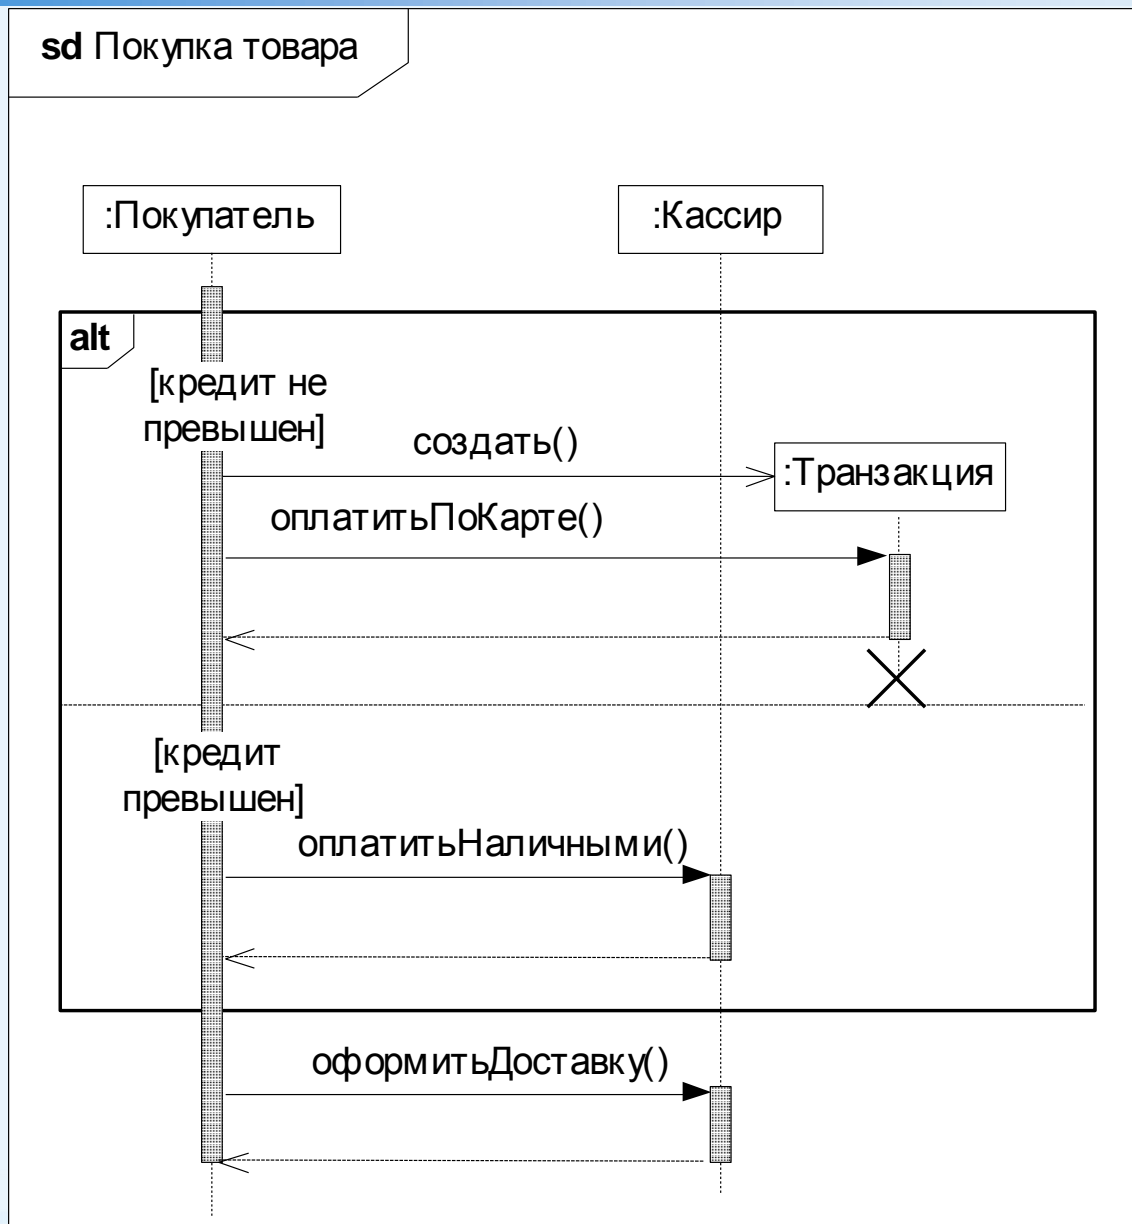 sd Покупка товара
:Покупатель
:Кассир
alt
[кредит не
превышен]
создать()
:Транзакция
оплатитьПоКарте()
[кредит
превышен]
оплатитьНаличными()
оформитьДоставку()